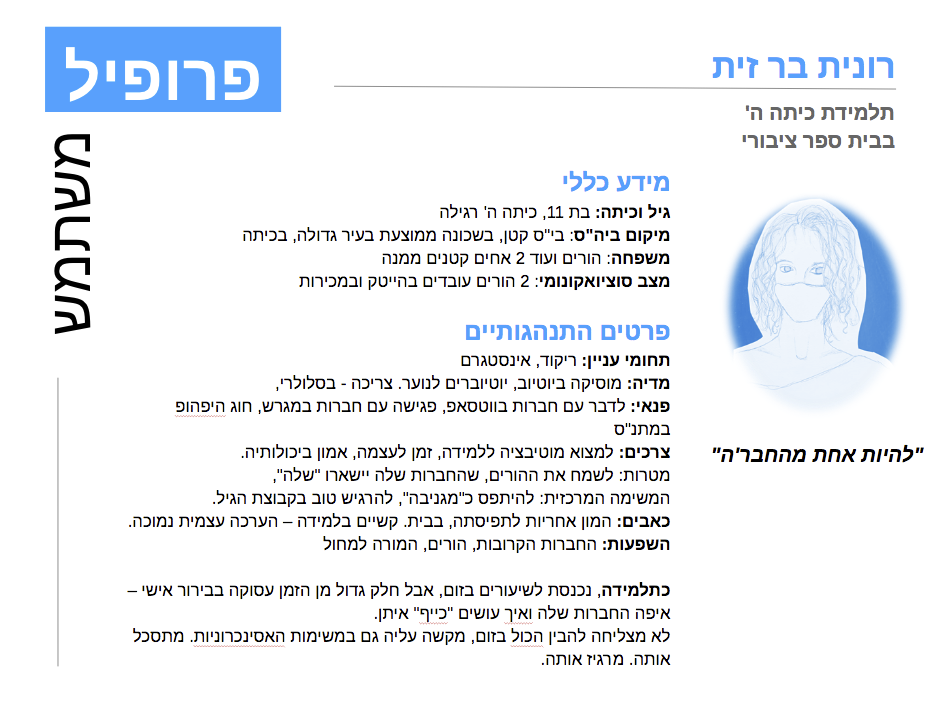 פרופיל
משתמש
רונית בר זית
תלמידת כיתה ה'
בבית ספר ציבורי
מידע כללי
גיל וכיתה: בת 11, כיתה ה' רגילה
מיקום ביה"ס: בי"ס קטן, בשכונה ממוצעת בעיר גדולה, בכיתה
משפחה: הורים ועוד 2 אחים קטנים ממנה
מצב סוציואקונומי: 2 הורים עובדים בהייטק ובמכירות
פרטים התנהגותיים
תחומי עניין: ריקוד, אינסטגרם
מדיה: מוסיקה ביוטיוב, יוטיוברים לנוער. צריכה - בסלולרי,
פנאי: לדבר עם חברות בווטסאפ, פגישה עם חברות במגרש, חוג היפהופ
במתנ"ס
צרכים: למצוא מוטיבציה ללמידה, זמן לעצמה, אמון ביכולותיה.
מטרות: לשמח את ההורים, שהחברות שלה יישארו "שלה",
המשימה המרכזית: להיתפס כ"מגניבה", להרגיש טוב בקבוצת הגיל.
כאבים: המון אחריות לתפיסתה, בבית. קשיים בלמידה – הערכה עצמית נמוכה.
השפעות: החברות הקרובות, הורים, המורה למחול
כתלמידה, נכנסת לשיעורים בזום, אבל חלק גדול מן הזמן עסוקה בבירור אישי –
איפה החברות שלה ואיך עושים "כייף" איתן.
לא מצליחה להבין הכול בזום, מקשה עליה גם במשימות האסינכרוניות. מתסכל
אותה. מרגיז אותה.
"להיות אחת מהחבר'ה"